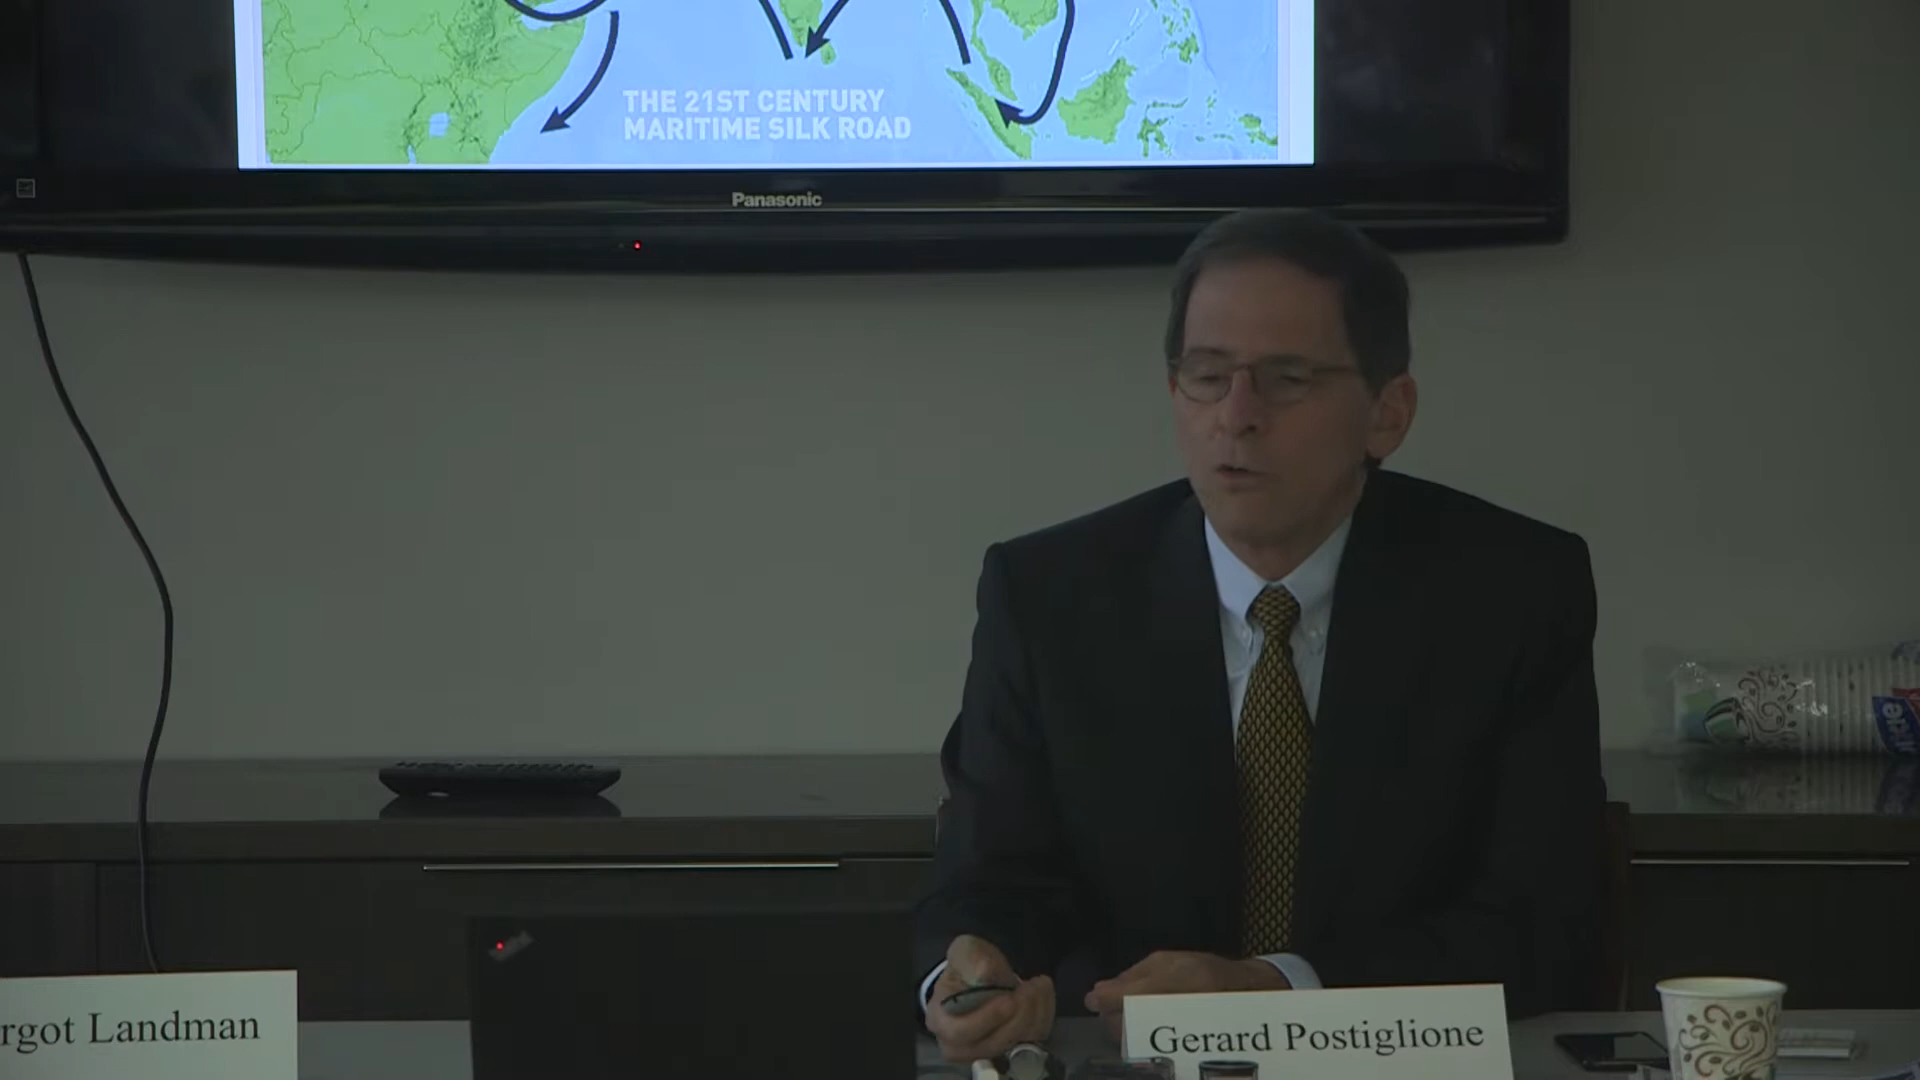 THE 21ST CENTURY
MARITIME SILK ROAD
Panasonic
rgot Landman
Gerard Postiglione